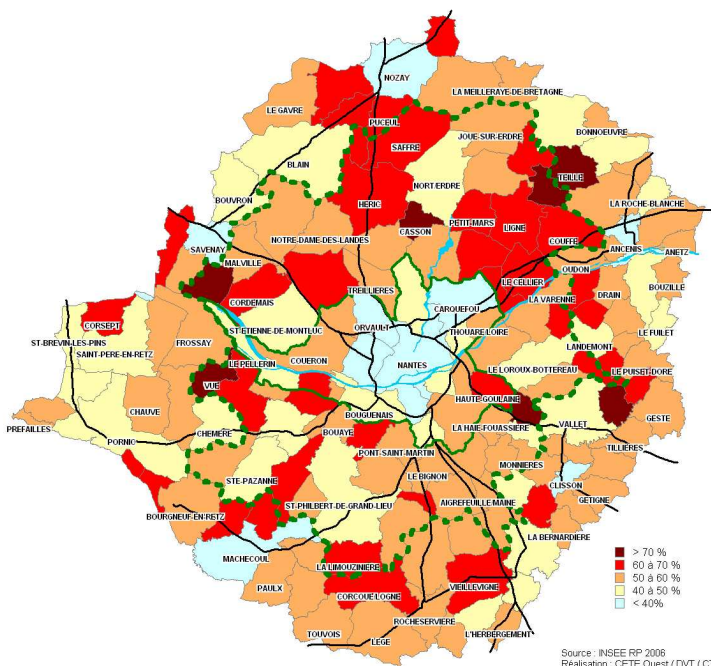 NOZAY
LA MEILLERAYE-DE-BRETAGNE
LE GAVRE
PUCEUL
JOUE-SUR-ERDRE
BONNOEUVRE
SAFFRE
BLAIN
TEILLE
NORT/ERDRE
BOUVRON
HERIC
LA ROCHE-BLANCHE
CASSON
PETIT-MARS
LIGNE
NOTRE-DAME-DES-LANDES
COUFFE
SAVENAY
ANCENIS
ANETZ
MALVILLE
OUDON
TREILLIERES
LE CELLIER
BOUZILLE
CORDEMAIS
CARQUEFOU
LA VARENNE
DRAIN
CORSEPT
ORVAULT
ST-ETIENNE-DE-MONTLUC
THOUARE/LOIRE
LE FUILET
ST-BREVIN-LES-PINS
FROSSAY
LANDEMONT
SAINT-PERE-EN-RETZ
COUERON
LE PELLERIN
NANTES
LE LOROUX-BOTTEREAU
LE PUISET-DORE
VUE
HAUTE-GOULAINE
BOUGUENAIS
CHAUVE
GESTE
VALLET
PREFAILLES
CHEMERE
BOUAYE
LA HAIE-FOUASSIERE
PORNIC
TILLIERES
PONT-SAINT-MARTIN
MONNIERES
LE BIGNON
STE-PAZANNE
CLISSON
GETIGNE
ST-PHILBERT-DE-GRAND-LIEU
AIGREFEUILLE-MAINE
BOURGNEUF-EN-RETZ
LA BERNARDIERE
MACHECOUL
LA LIMOUZINIERE
PAULX
VIEILLEVIGNE
CORCOUE/LOGNE
ROCHESERVIERE
TOUVOIS
LEGE
L'HERBERGEMENT
> 70 %
60 à 70 %
50 à 60 %
40 à 50 %
< 40%
Source : INSEE RP 2006
Réalisation : CETE Ouest / DVT /